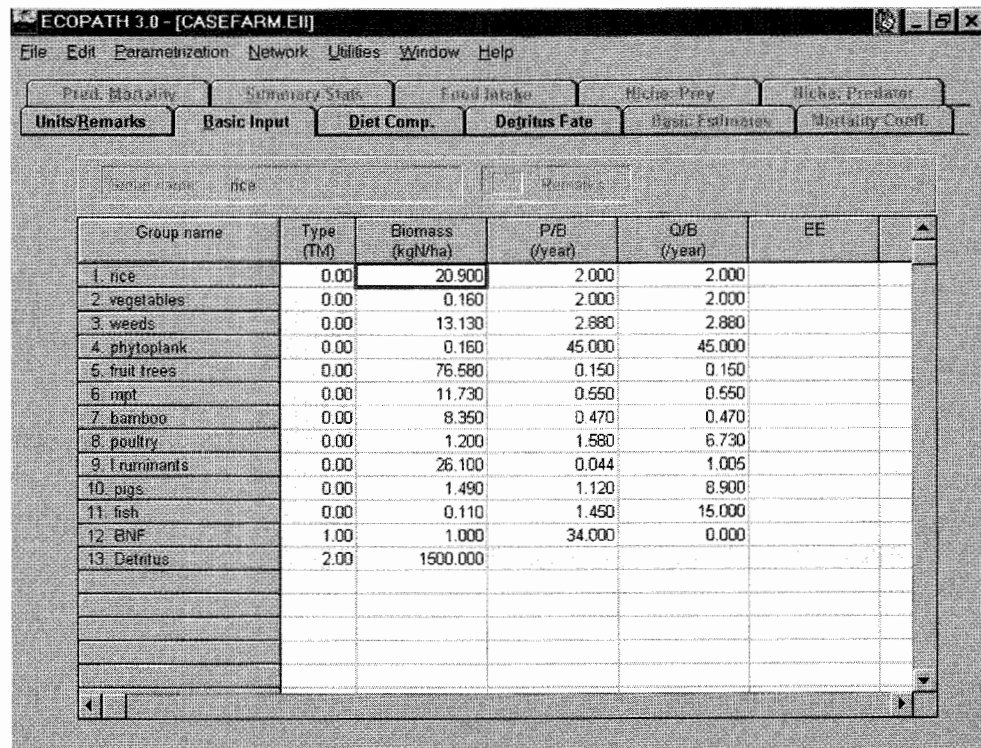 ECOPATH 3.0 - [CASEFARM.EII]
File Edit Parametrization Network Utilities Window Help
Pred. Mortality Summary Stats. Food Intake Niche: Prey Niche: Predator
Units/Remarks Basic Input Diet Comp. Detritus Fate Basic Estimates Mortality Coeff.
Group name rice Remarks
Group name Type Biomass P/B Q/B EE
(TM) (kgN/ha) (/year) (/year)
1. rice 0.00 20.900 2.000 2.000
2. vegetables 0.00 0.160 2.000 2.000
3. weeds 0.00 13.130 2.880 2.880
4. phytoplank 0.00 0.160 45.000 45.000
5. fruit trees 0.00 76.580 0.150 0.150
6. mpt 0.00 11.730 0.550 0.550
7. bamboo 0.00 8.350 0.470 0.470
8. poultry 0.00 1.200 1.580 6.730
9. l ruminants 0.00 26.100 0.044 1.005
10. pigs 0.00 1.490 1.120 8.900
11. fish 0.00 0.110 1.450 15.000
12. BNF 1.00 1.000 34.000 0.000
13. Detritus 2.00 1500.000